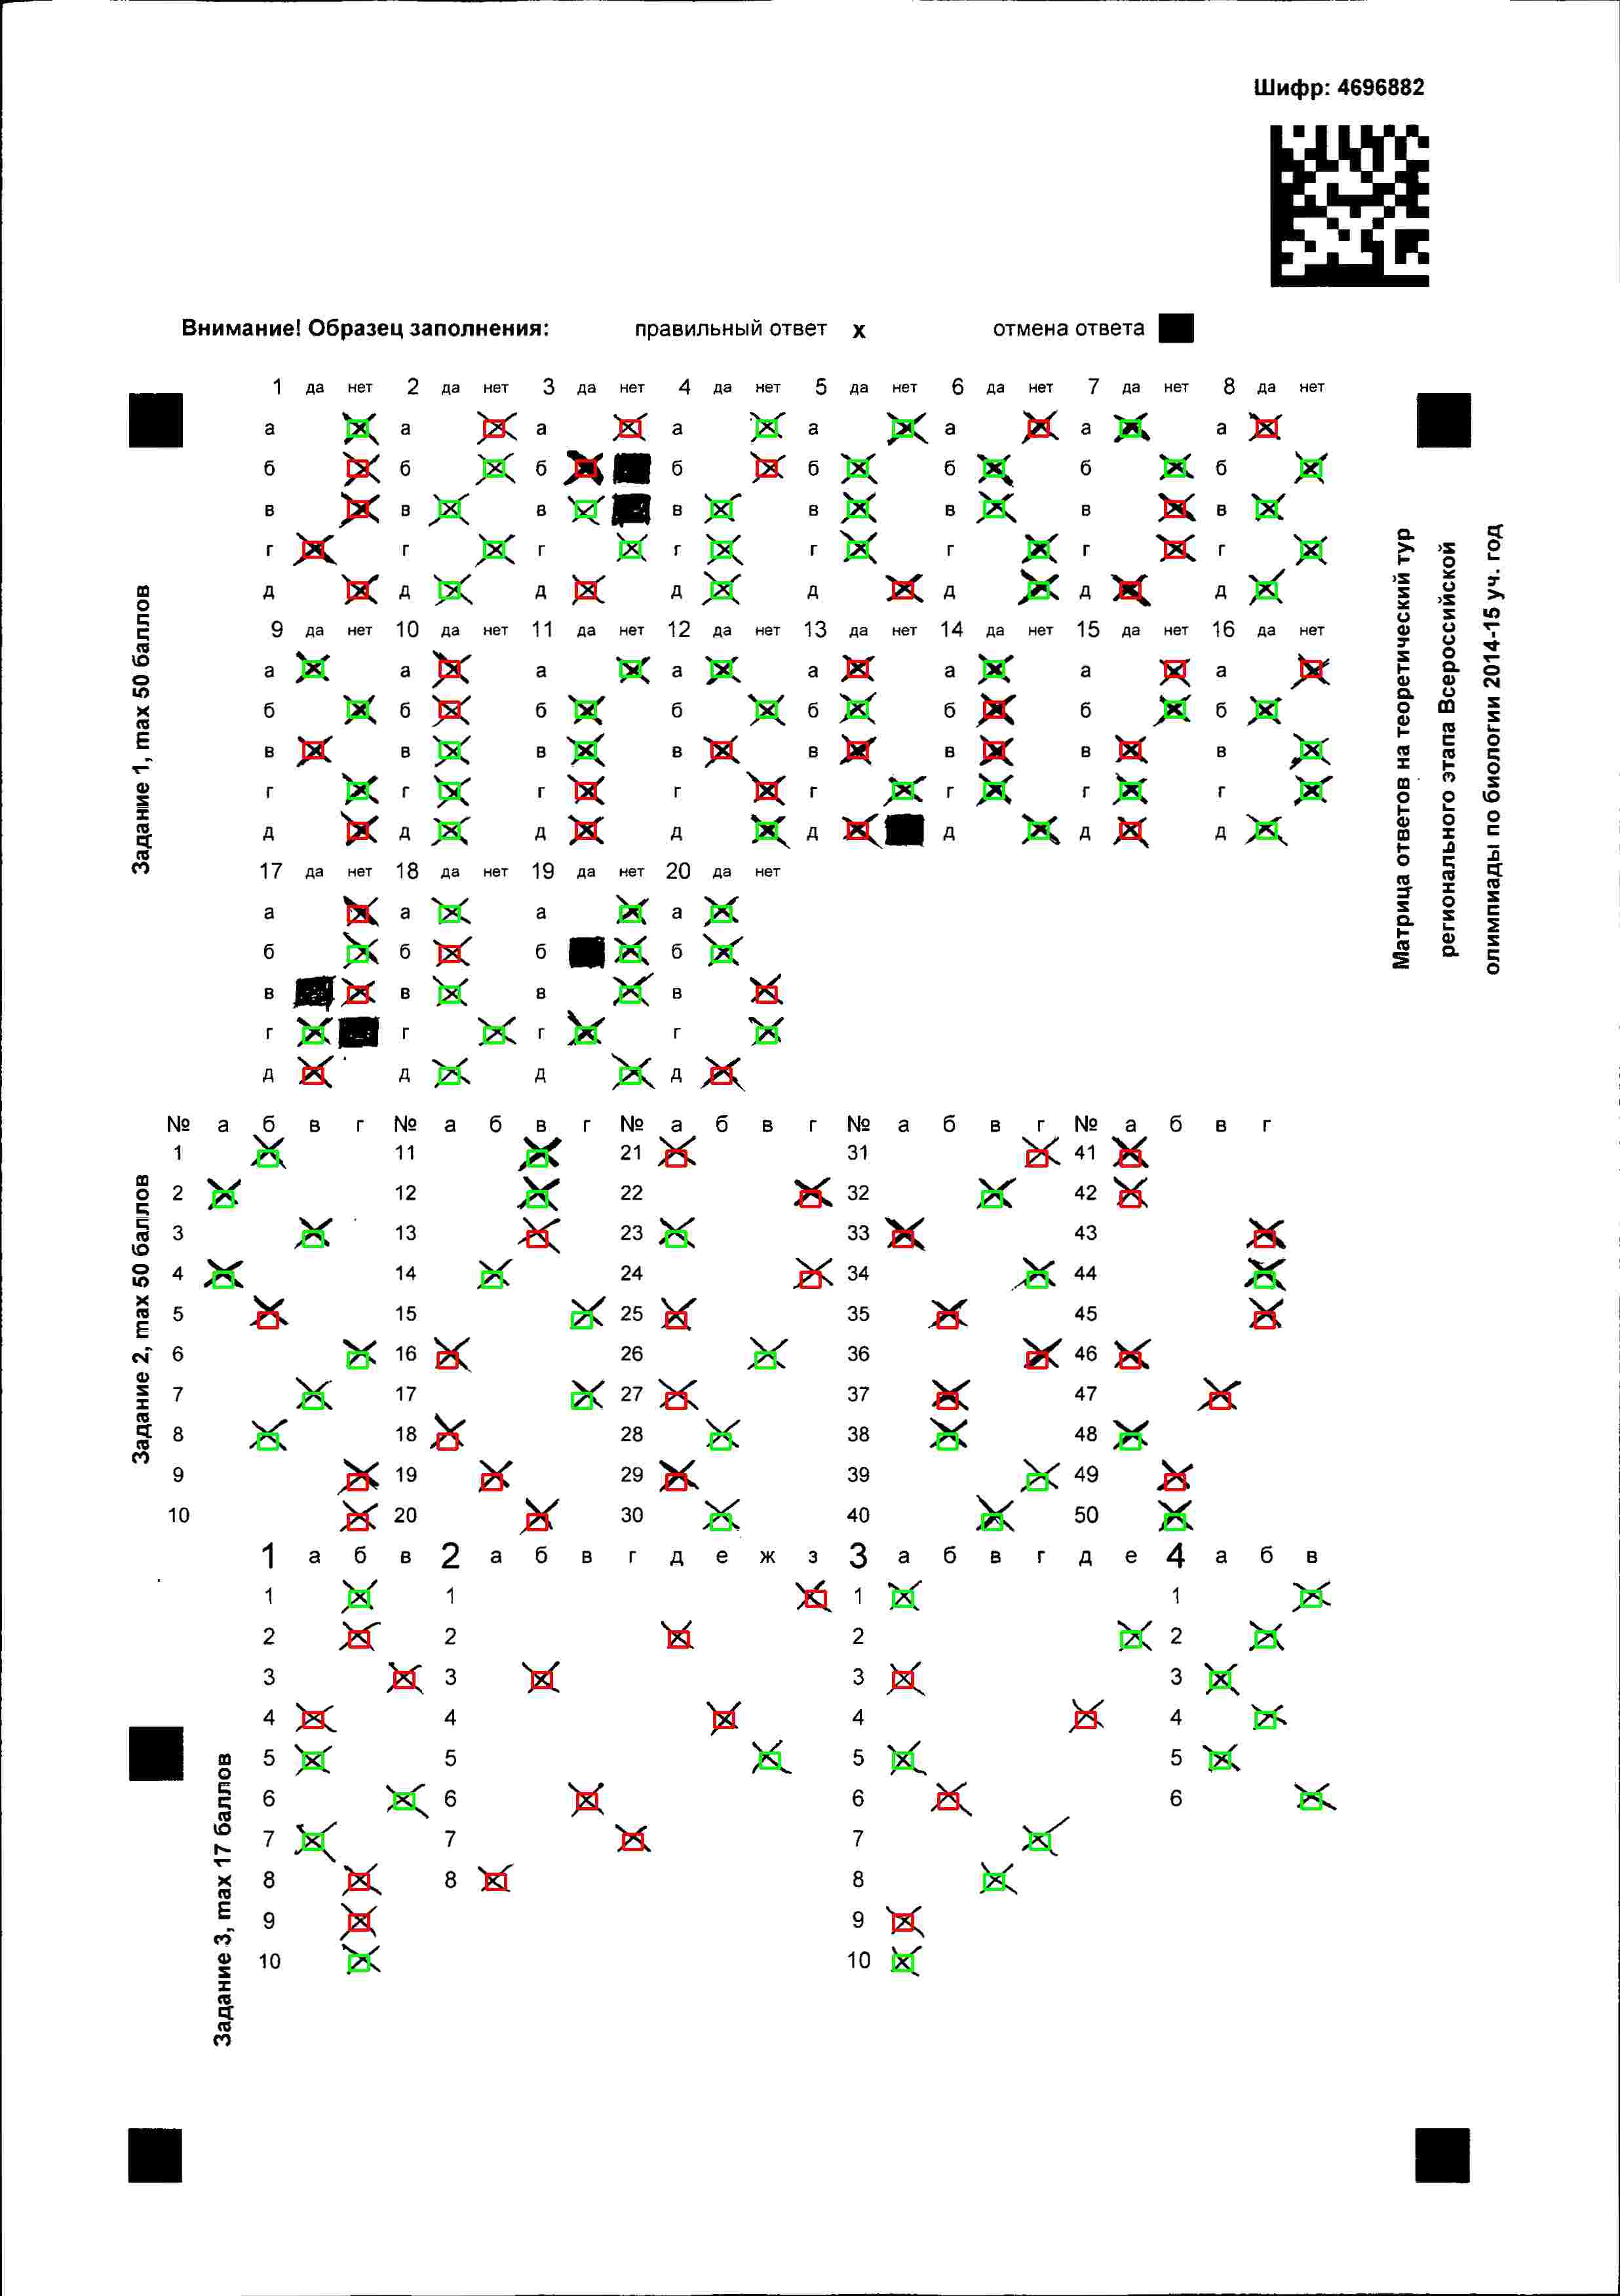 Шифр: 4696882
Внимание! Образец заполнения: правильный ответ x отмена ответа
1 да нет 2 да нет 3 да нет 4 да нет 5 да нет 6 да нет 7 да нет 8 да нет
а а а а а а а а
б б б б б б б б
в в в в в в в в
г г г г г г г г
д д д д д д д д
9 да нет 10 да нет 11 да нет 12 да нет 13 да нет 14 да нет 15 да нет 16 да нет
а а а а а а а а
б б б б б б б б
в в в в в в в в
г г г г г г г г
д д д д д д д д
17 да нет 18 да нет 19 да нет 20 да нет
а а а а
б б б б
в в в в
г г г г
д д д д
Задание 1, max 50 баллов
№ а б в г № а б в г № а б в г № а б в г № а б в г
1 11 21 31 41
2 12 22 32 42
3 13 23 33 43
4 14 24 34 44
5 15 25 35 45
6 16 26 36 46
7 17 27 37 47
8 18 28 38 48
9 19 29 39 49
10 20 30 40 50
Задание 2, max 50 баллов
1 а б в 2 а б в г д е ж з 3 а б в г д е 4 а б в
1 1 1 1
2 2 2 2
3 3 3 3
4 4 4 4
5 5 5 5
6 6 6 6
7 7 7
8 8 8
9 9
10 10
Задание 3, max 17 баллов
Матрица ответов на теоретический тур
регионального этапа Всероссийской
олимпиады по биологии 2014-15 уч. год